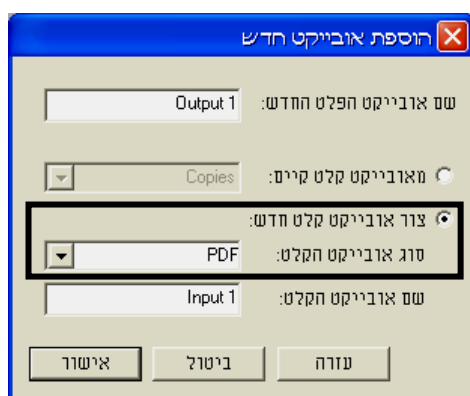 הוספת אובייקט חדש
שם אובייקט הפלט החדש: Output 1
מאובייקט קלט קיים: Copies
צור אובייקט קלט חדש:
סוג אובייקט הקלט: PDF
שם אובייקט הקלט: Input 1
עזרה ביטול אישור